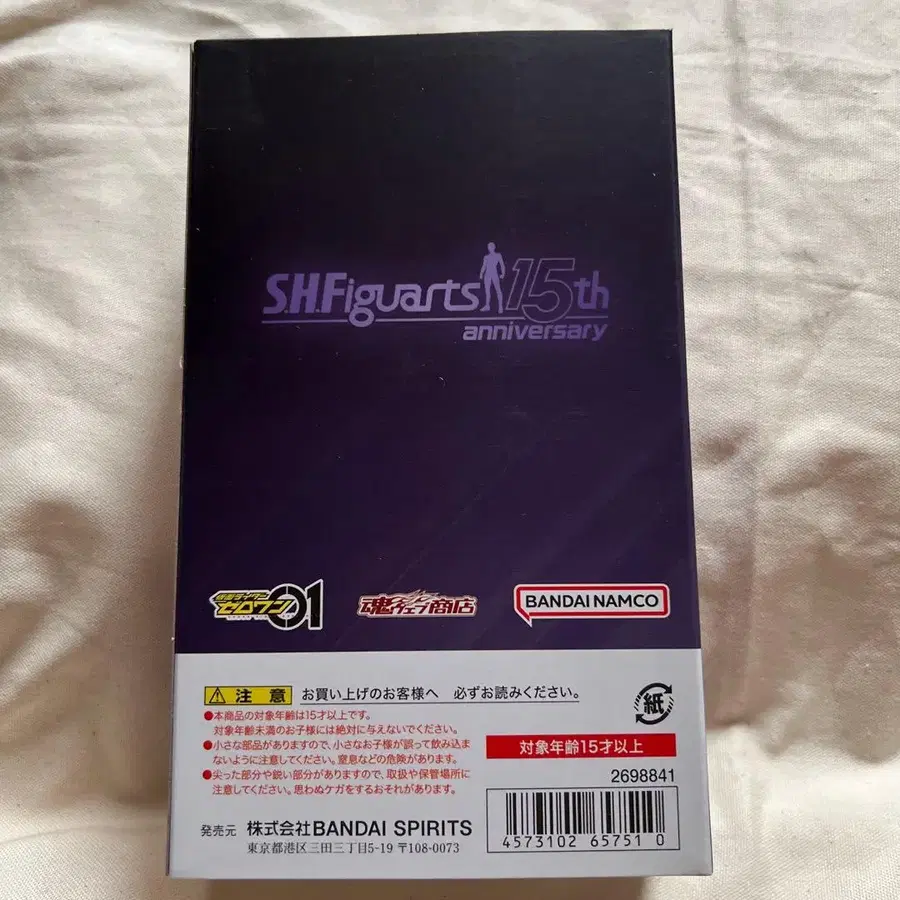 S.H.Figuarts 15th
anniversary
仮面ライダー
ゼロワン 01
魂ウェブ商店
BANDAI NAMCO
注意 お買い上げのお客様へ 必ずお読みください。
●本商品の対象年齢は15才以上です。
対象年齢未満のお子様には絶対に与えないでください。
●小さな部品がありますので、小さなお子様が誤って飲み込ま
ないように注意してください。窒息などの危険があります。
●尖った部分や鋭い部分がありますので、取扱や保管場所に
注意してください。思わぬケガをするおそれがあります。
紙
対象年齢15才以上
2698841
4573102 65751 0
発売元 株式会社BANDAI SPIRITS
東京都港区三田三丁目5-19 〒108-0073